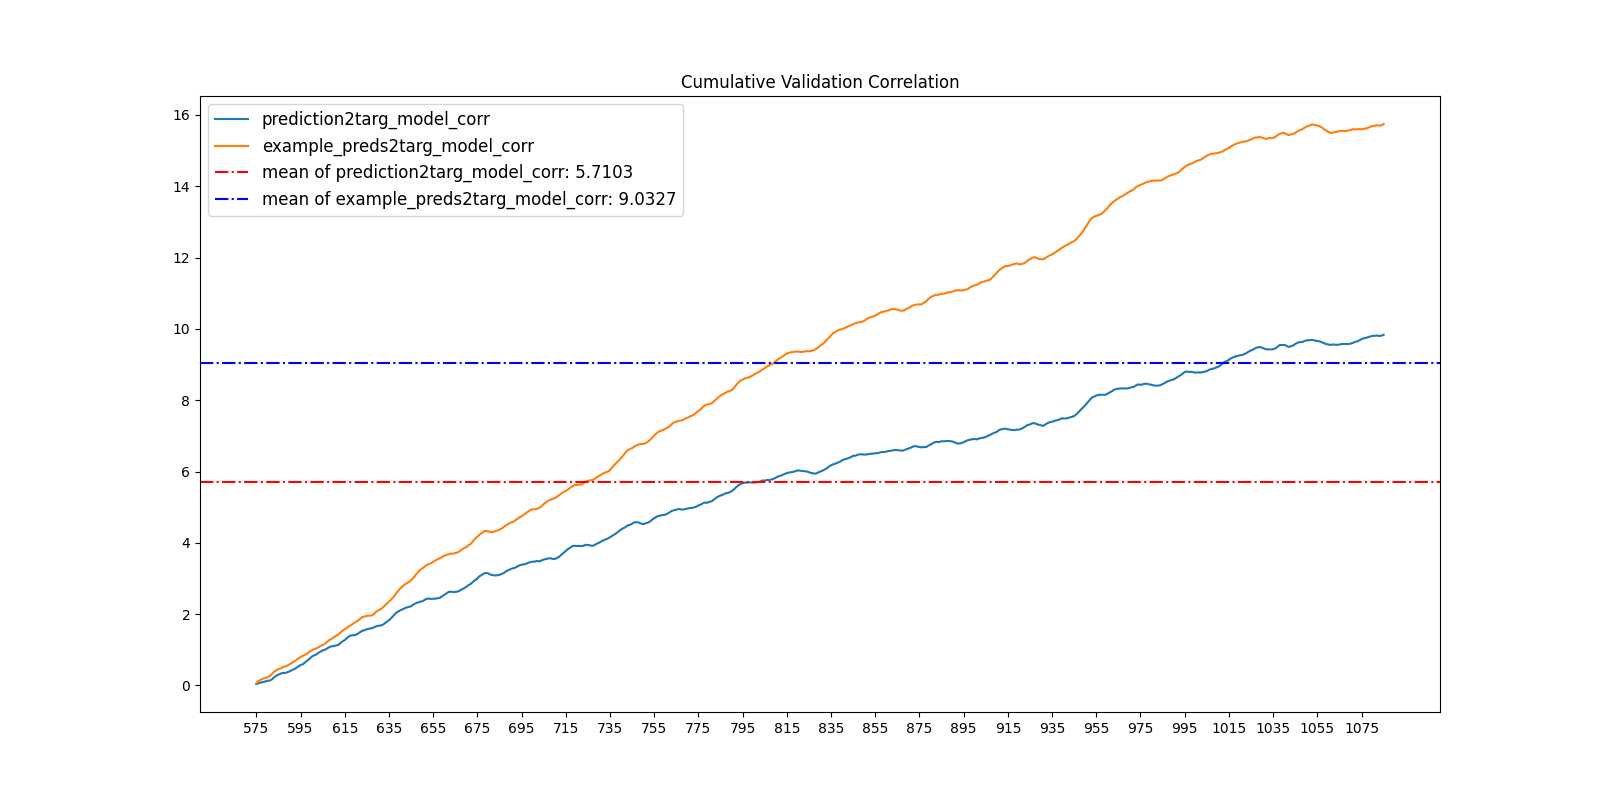 Cumulative Validation Correlation
prediction2targ_model_corr
example_preds2targ_model_corr
mean of prediction2targ_model_corr: 5.7103
mean of example_preds2targ_model_corr: 9.0327
16
14
12
10
8
6
4
2
0
575 595 615 635 655 675 695 715 735 755 775 795 815 835 855 875 895 915 935 955 975 995 1015 1035 1055 1075